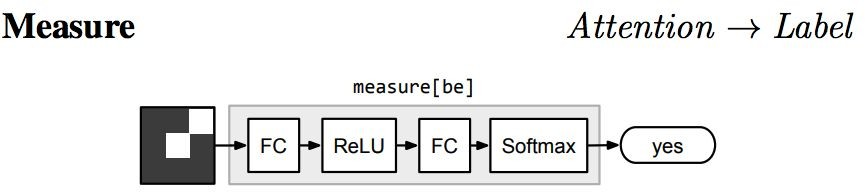 Measure Attention → Label
measure[be]
FC ReLU FC Softmax yes